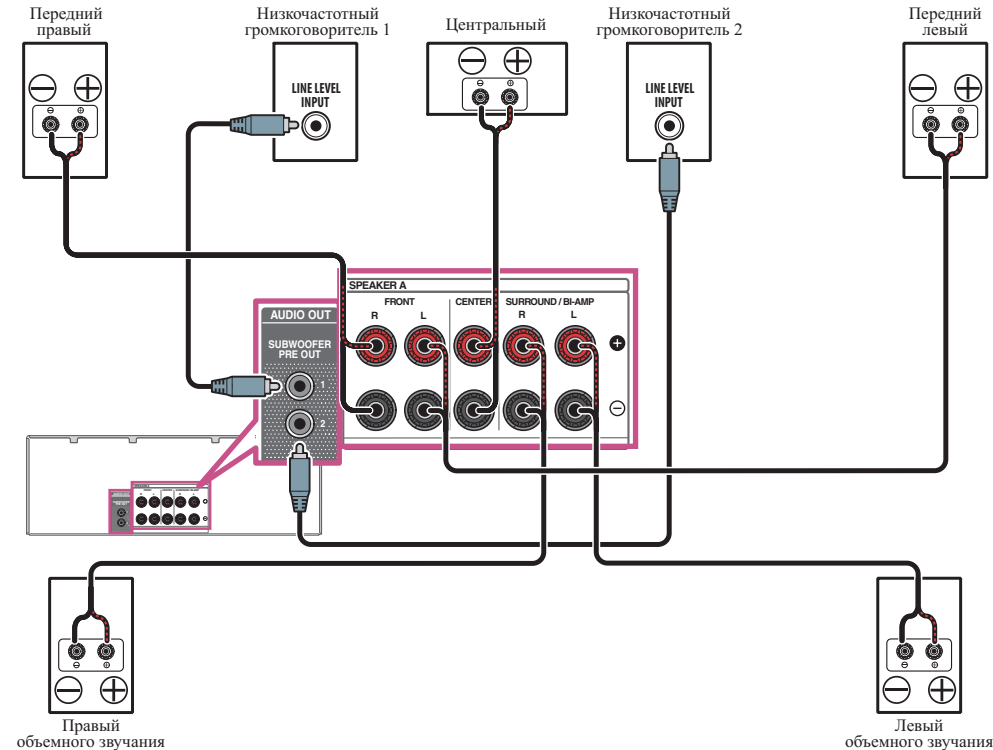 Передний
правый
Низкочастотный
громкоговоритель 1
Центральный
Низкочастотный
громкоговоритель 2
Передний
левый
LINE LEVEL
INPUT
LINE LEVEL
INPUT
SPEAKER A
FRONT
CENTER
SURROUND / BI-AMP
R
L
R
L
AUDIO OUT
SUBWOOFER
PRE OUT
1
2
Правый
объемного звучания
Левый
объемного звучания